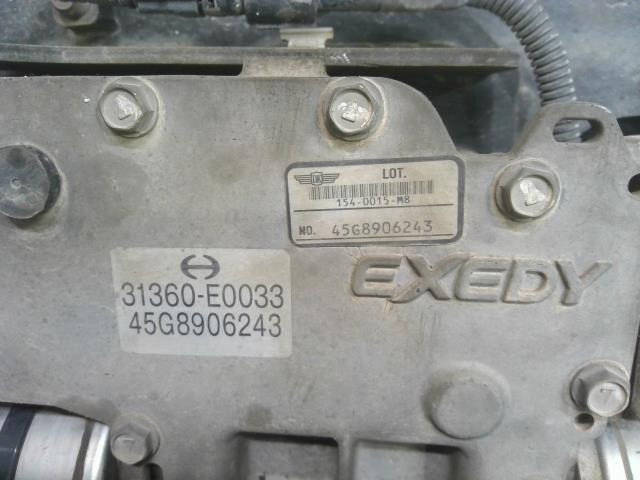 LOT.
154-0015-M8
NO. 45G8906243
EXEDY
31360-E0033
45G8906243